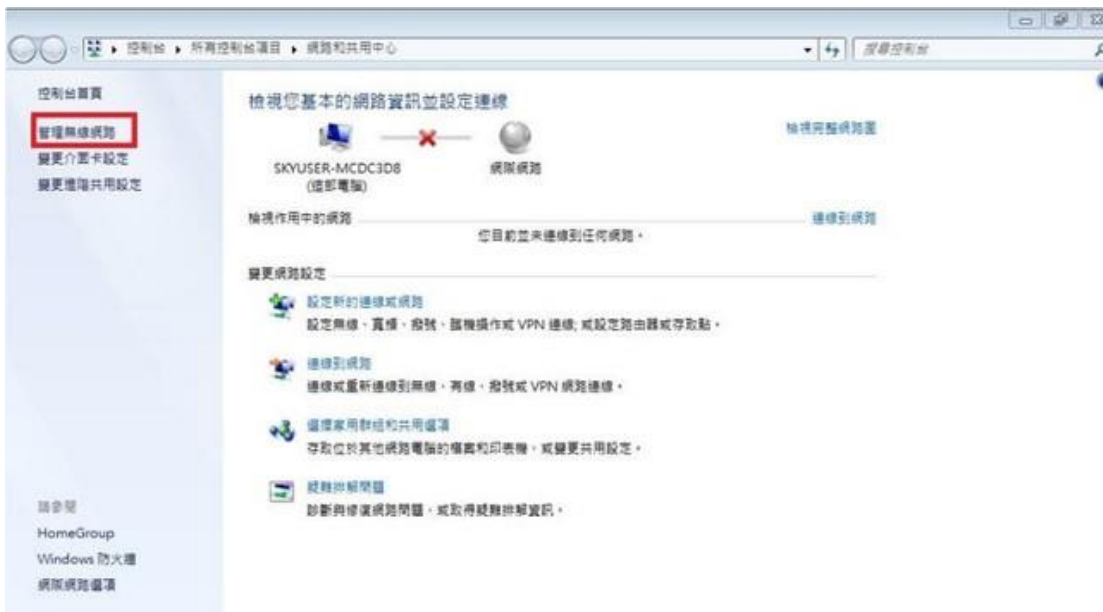 控制台 ▸ 所有控制台項目 ▸ 網路和共用中心
搜尋控制台
控制台首頁
管理無線網路
變更介面卡設定
變更進階共用設定
檢視您基本的網路資訊並設定連線
檢視完整網路圖
SKYUSER-MCDC3D8
(這部電腦)
網際網路
檢視作用中的網路
連線到網路
您目前並未連線到任何網路。
變更網路設定
設定新的連線或網路
設定無線、寬頻、撥號、臨機操作或 VPN 連線; 或設定路由器或存取點。
連線到網路
連線或重新連線到無線、有線、撥號或 VPN 網路連線。
選擇家用群組和共用選項
存取位於其他網路電腦的檔案和印表機，或變更共用設定。
疑難排解問題
診斷與修復網路問題，或取得疑難排解資訊。
請參閱
HomeGroup
Windows 防火牆
網際網路選項